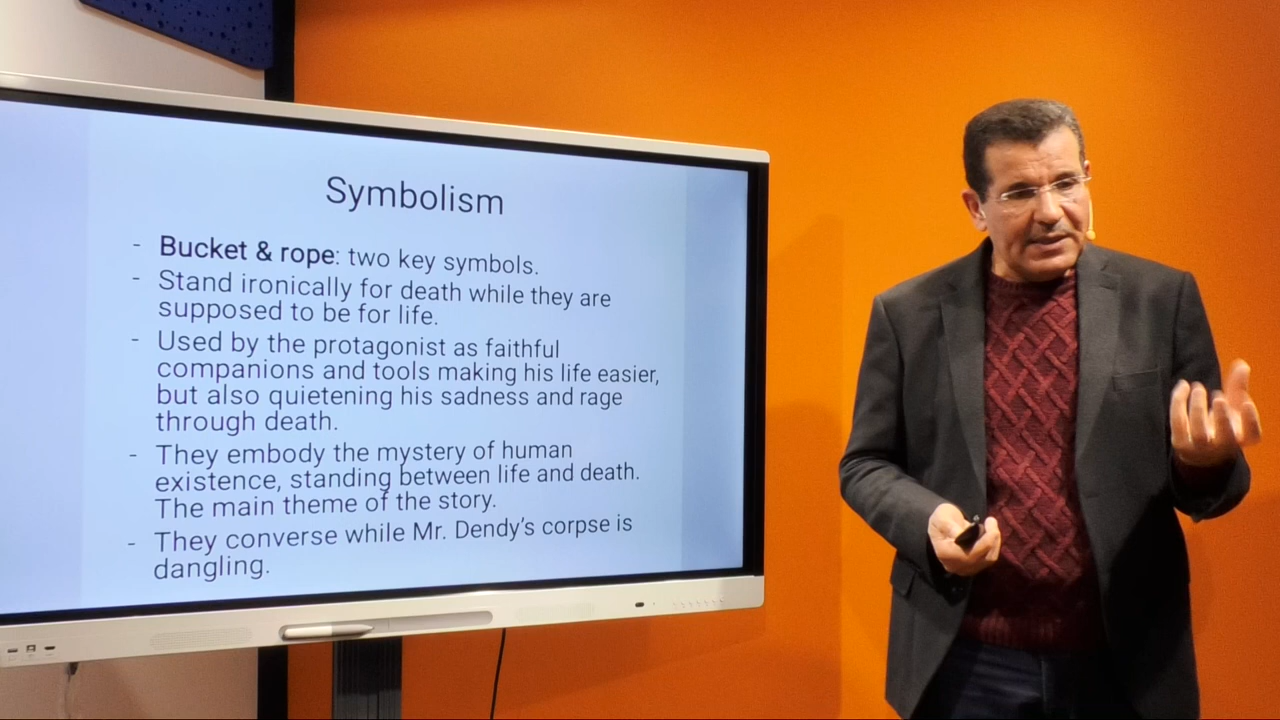 Symbolism
- Bucket & rope: two key symbols.
- Stand ironically for death while they are
supposed to be for life.
- Used by the protagonist as faithful
companions and tools making his life easier,
but also quietening his sadness and rage
through death.
- They embody the mystery of human
existence, standing between life and death.
The main theme of the story.
- They converse while Mr. Dendy's corpse is
dangling.